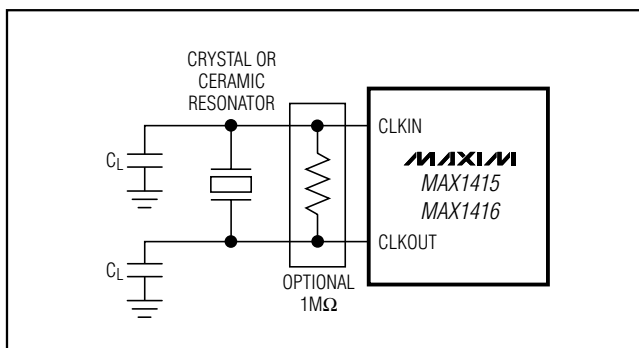 CRYSTAL OR
CERAMIC
RESONATOR
CLKIN
C_L
MAXIM
MAX1415
MAX1416
C_L
CLKOUT
OPTIONAL
1MΩ